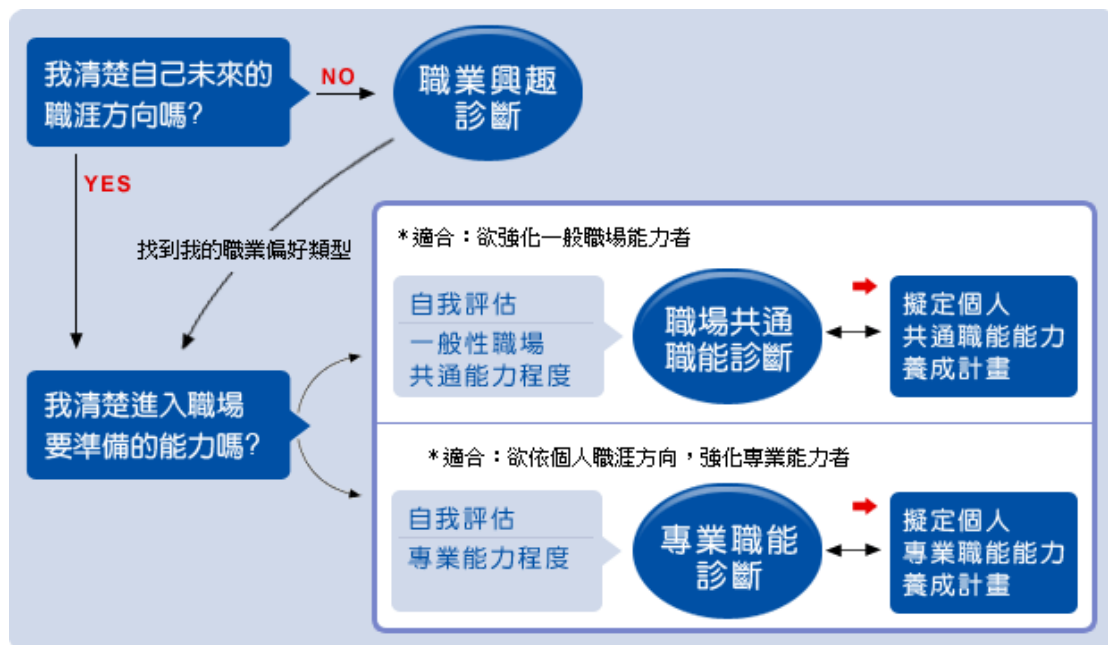 我清楚自己未來的
職涯方向嗎?
NO
職業興趣
診斷
YES
找到我的職業偏好類型
我清楚進入職場
要準備的能力嗎?
*適合：欲強化一般職場能力者
自我評估
一般性職場
共通能力程度
職場共通
職能診斷
擬定個人
共通職能能力
養成計畫
*適合：欲依個人職涯方向，強化專業能力者
自我評估
專業能力程度
專業職能
診斷
擬定個人
專業職能能力
養成計畫